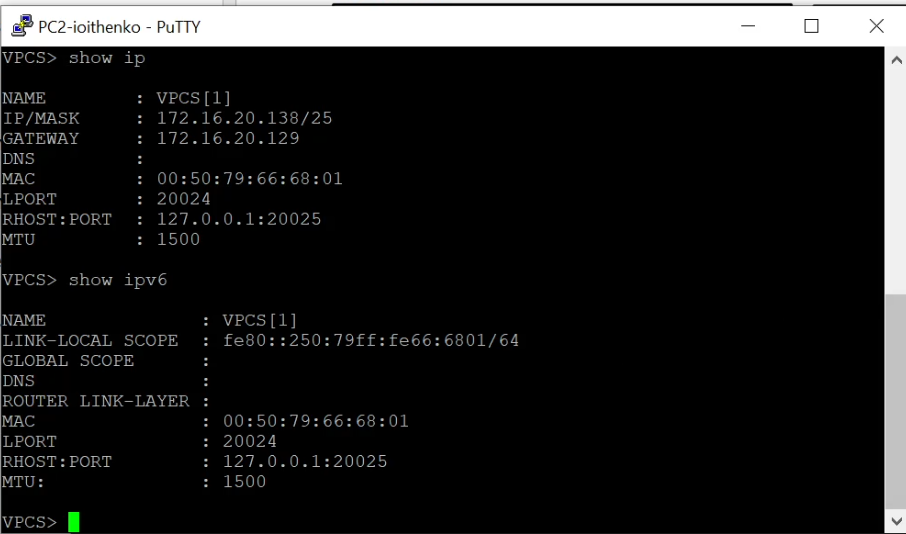 PC2-ioithenko - PuTTY
VPCS> show ip
NAME : VPCS[1]
IP/MASK : 172.16.20.138/25
GATEWAY : 172.16.20.129
DNS :
MAC : 00:50:79:66:68:01
LPORT : 20024
RHOST:PORT : 127.0.0.1:20025
MTU : 1500
VPCS> show ipv6
NAME : VPCS[1]
LINK-LOCAL SCOPE : fe80::250:79ff:fe66:6801/64
GLOBAL SCOPE :
DNS :
ROUTER LINK-LAYER :
MAC : 00:50:79:66:68:01
LPORT : 20024
RHOST:PORT : 127.0.0.1:20025
MTU: : 1500
VPCS>